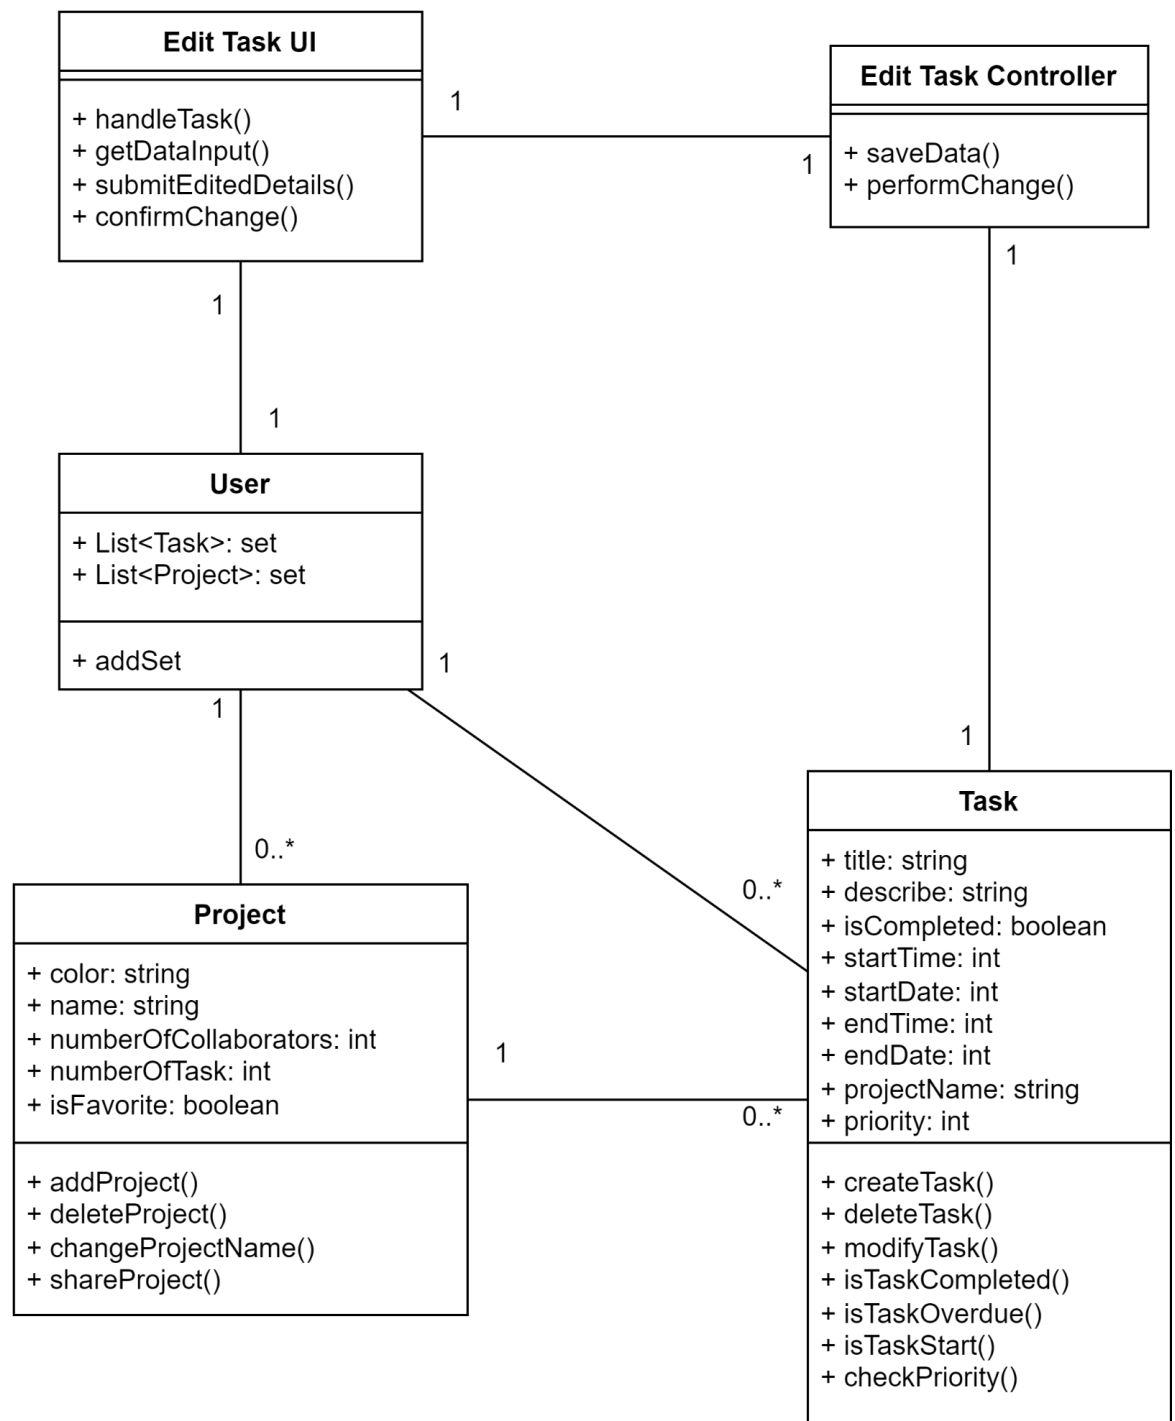 Edit Task UI
+ handleTask()
+ getDataInput()
+ submitEditedDetails()
+ confirmChange()
1
1
Edit Task Controller
+ saveData()
+ performChange()
1
1
1
User
+ List<Task>: set
+ List<Project>: set
+ addSet
1
1
0..*
0..*
1
Task
+ title: string
+ describe: string
+ isCompleted: boolean
+ startTime: int
+ startDate: int
+ endTime: int
+ endDate: int
+ projectName: string
+ priority: int
+ createTask()
+ deleteTask()
+ modifyTask()
+ isTaskCompleted()
+ isTaskOverdue()
+ isTaskStart()
+ checkPriority()
Project
+ color: string
+ name: string
+ numberOfCollaborators: int
+ numberOfTask: int
+ isFavorite: boolean
+ addProject()
+ deleteProject()
+ changeProjectName()
+ shareProject()
1
0..*